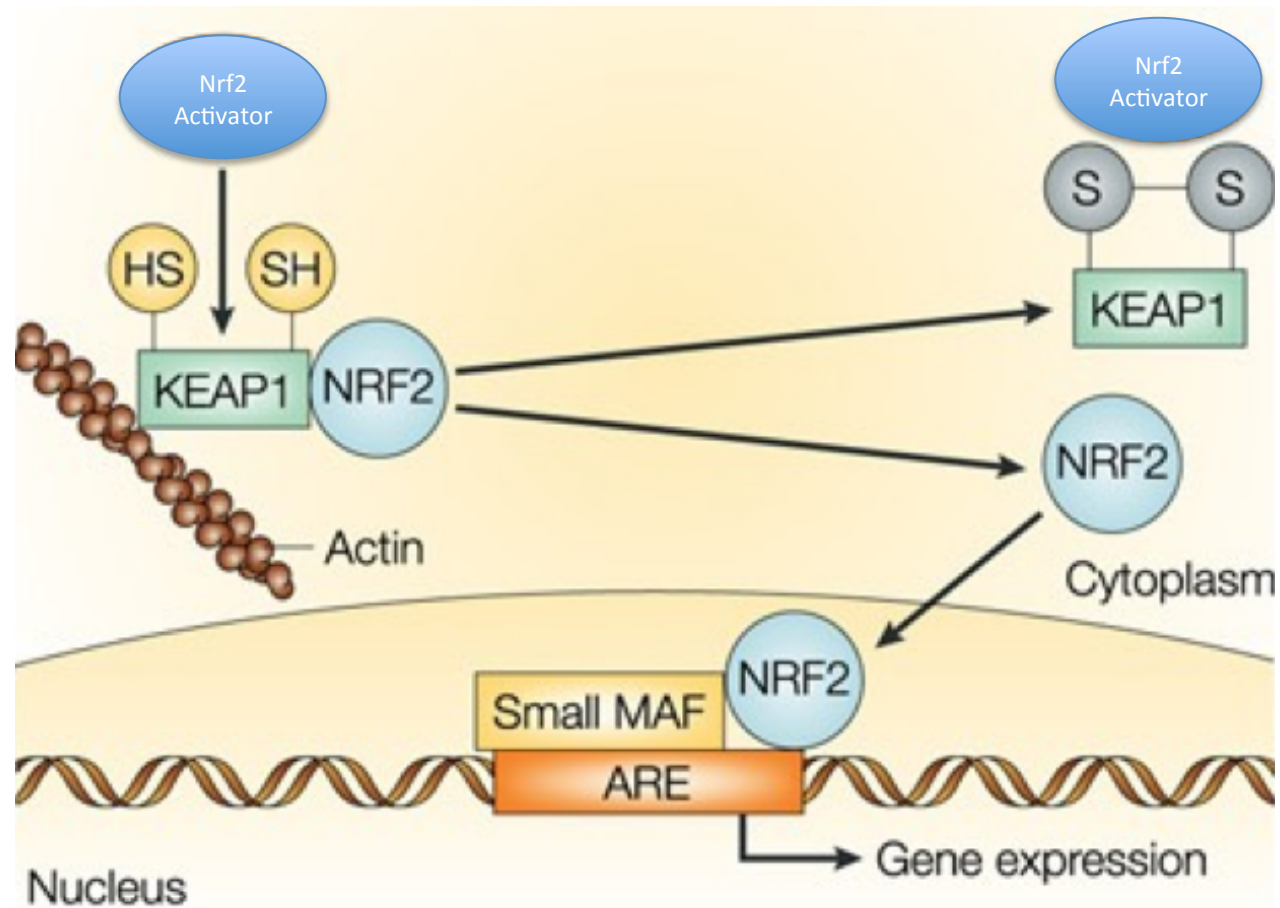 Nrf2
Activator
Nrf2
Activator
S
S
HS
SH
KEAP1
KEAP1
NRF2
NRF2
Actin
Cytoplasm
NRF2
Small MAF
ARE
Gene expression
Nucleus